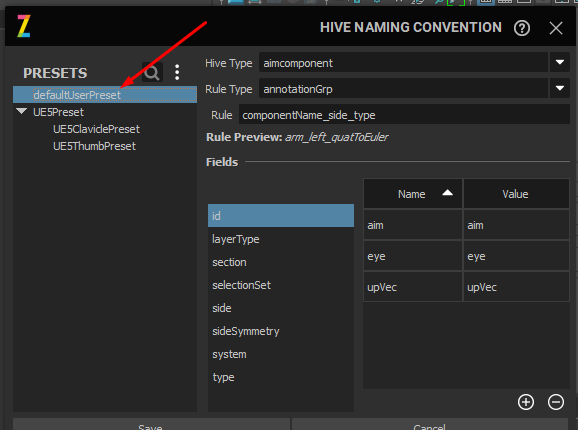 HIVE NAMING CONVENTION
PRESETS
defaultUserPreset
UE5Preset
UE5ClaviclePreset
UE5ThumbPreset
Hive Type aimcomponent
Rule Type annotationGrp
Rule componentName_side_type
Rule Preview: arm_left_quatToEuler
Fields
id
layerType
section
selectionSet
side
sideSymmetry
system
type
Name Value
aim aim
eye eye
upVec upVec
Save Cancel